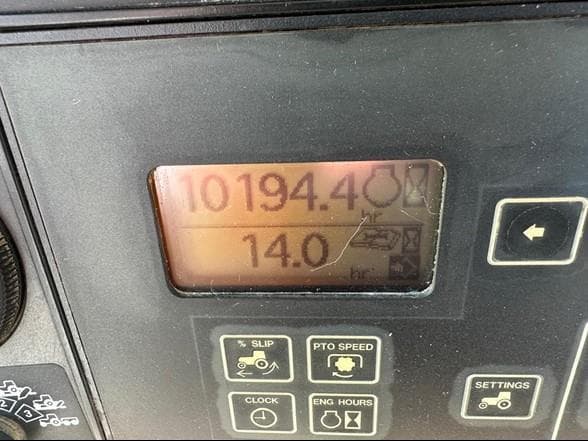 10194.4
hr
14.0
hr
% SLIP
PTO SPEED
CLOCK
ENG HOURS
SETTINGS